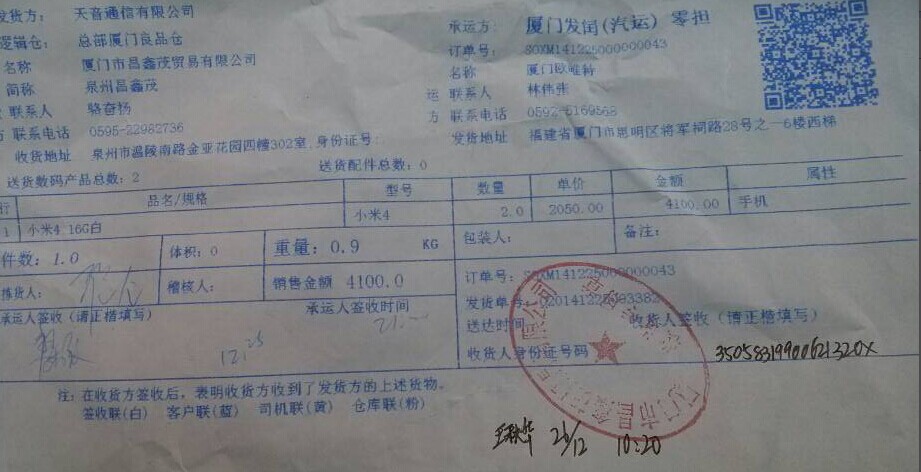 发货方: 天音通信有限公司
承运方: 厦门发闽(汽运)零担
逻辑仓: 总部厦门良品仓
订单号: SOXM141225000000043
名称 厦门市昌鑫茂贸易有限公司
名称 厦门欧唯特
简称 泉州昌鑫茂
运 联系人 林伟
联系人 骆奋扬
方 联系电话 0592-5169568
方 联系电话 0595-22982736
发货地址 福建省厦门市思明区将军祠路28号之一6楼西梯
收货地址 泉州市温陵南路金亚花园四幢302室,身份证号:
送货数码产品总数: 2 送货配件总数: 0
行 品名/规格 型号 数量 单价 金额 属性
1 小米4 16G白 小米4 2.0 2050.00 4100.00 手机
件数: 1.0 体积: 0 重量: 0.9 KG 包装人: 备注:
拣货人: 稽核人: 销售金额 4100.0
订单号: SOXM141225000000043
承运人签收(请正楷填写) 承运人签收时间
发货单号:
送达时间 收货人签收(请正楷填写)
12.25
收货人身份证号码 35058319900621320X
注: 在收货方签收后, 表明收货方收到了发货方的上述货物。
签收联(白) 客户联(蓝) 司机联(黄) 仓库联(粉)
10:20